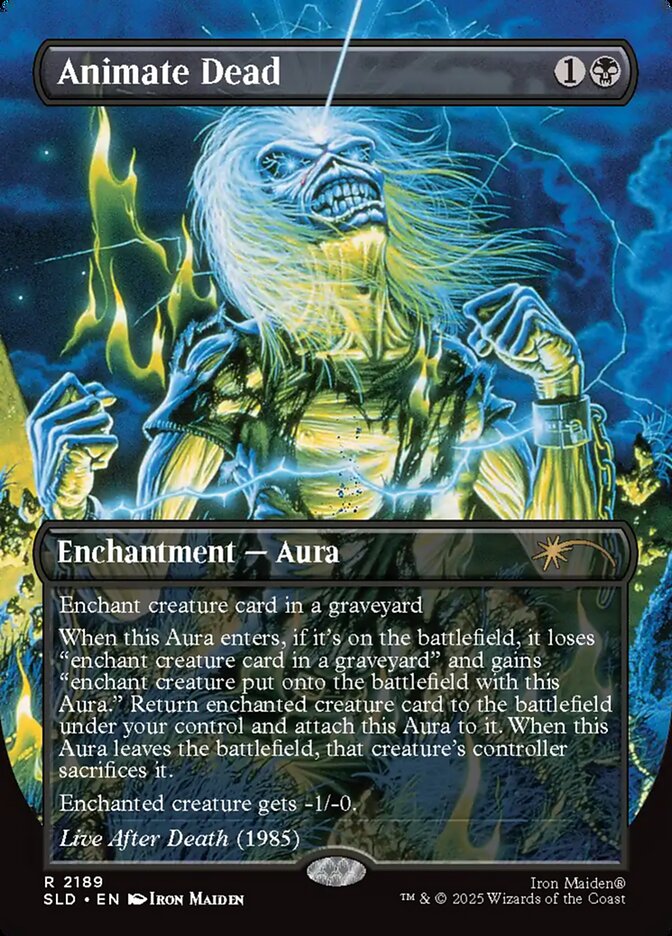 Animate Dead 1
Enchantment — Aura
Enchant creature card in a graveyard
When this Aura enters, if it's on the battlefield, it loses
“enchant creature card in a graveyard” and gains
“enchant creature put onto the battlefield with this
Aura.” Return enchanted creature card to the battlefield
under your control and attach this Aura to it. When this
Aura leaves the battlefield, that creature's controller
sacrifices it.
Enchanted creature gets -1/-0.
Live After Death (1985)
R 2189
SLD • EN Iron Maiden
Iron Maiden®
™ & © 2025 Wizards of the Coast